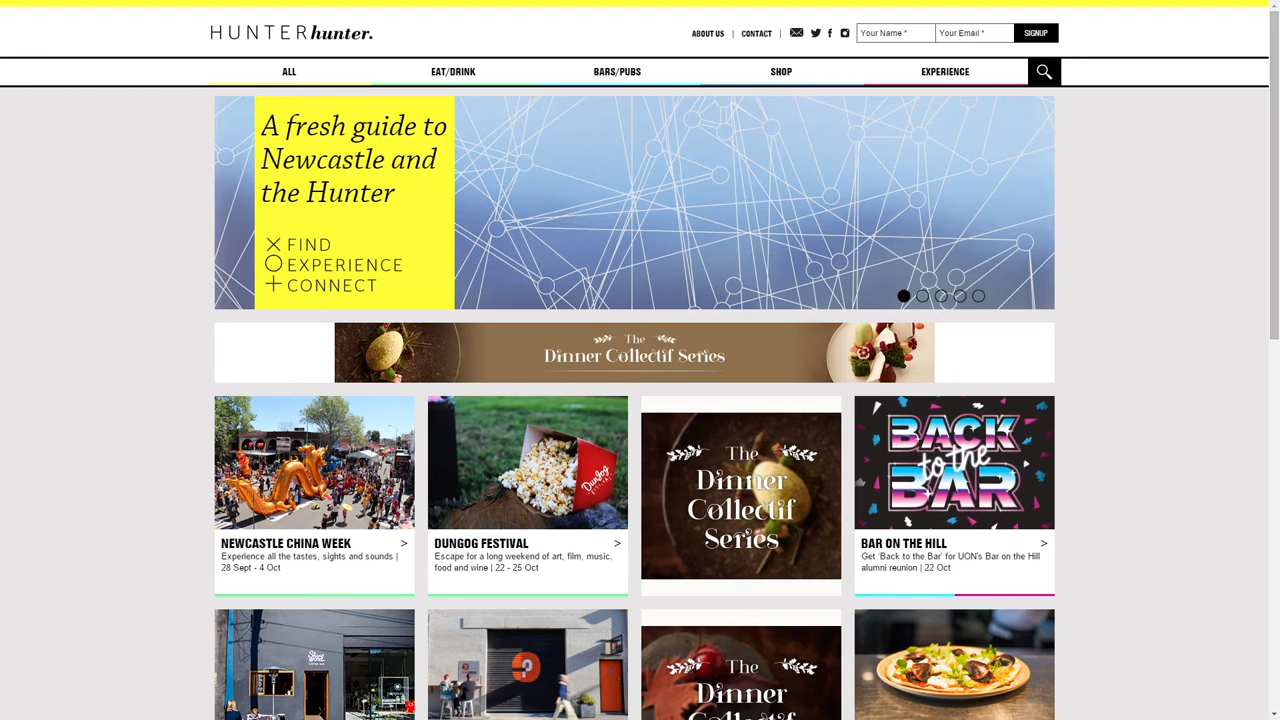 HUNTERhunter.
ABOUT US | CONTACT |
Your Name *
Your Email *
SIGNUP
ALL
EAT/DRINK
BARS/PUBS
SHOP
EXPERIENCE
A fresh guide to
Newcastle and
the Hunter
FIND
EXPERIENCE
CONNECT
The
Dinner Collectif Series
Dungog
FESTIVAL
The
Dinner
Collectif
Series
BACK
to the
BAR
NEWCASTLE CHINA WEEK >
Experience all the tastes, sights and sounds |
28 Sept - 4 Oct
DUNGOG FESTIVAL >
Escape for a long weekend of art, film, music,
food and wine | 22 - 25 Oct
BAR ON THE HILL >
Get 'Back to the Bar' for UON's Bar on the Hill
alumni reunion | 22 Oct
The
Dinner